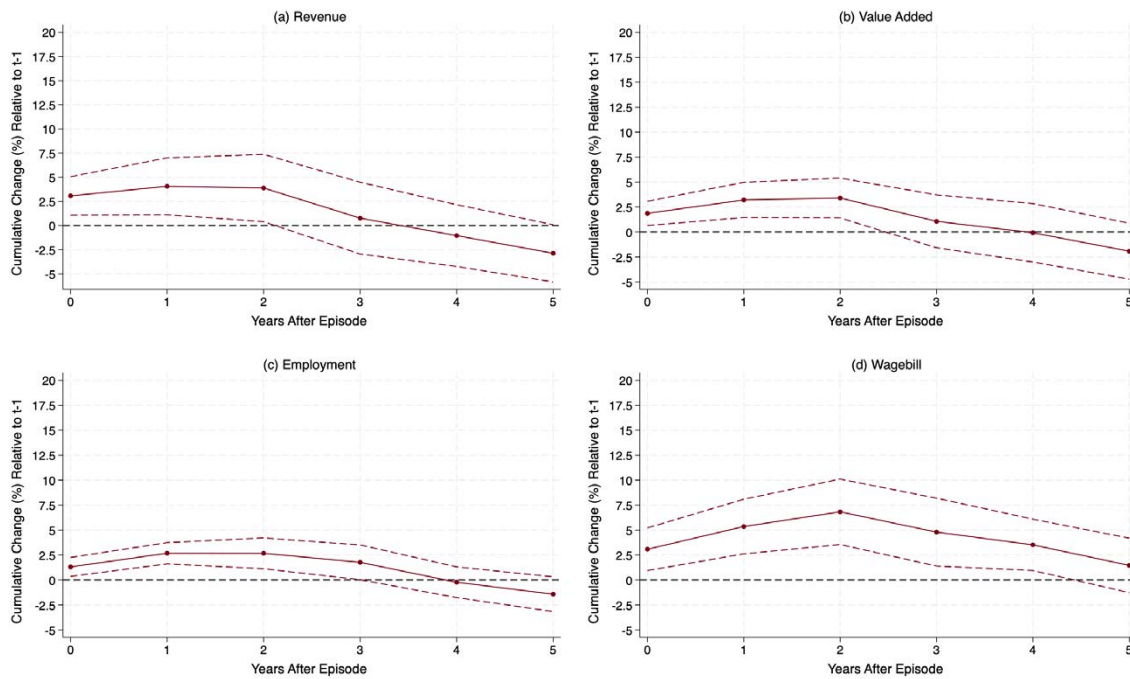 (a) Revenue
Cumulative Change (%) Relative to t-1
20
17.5
15
12.5
10
7.5
5
2.5
0
-2.5
-5
0 1 2 3 4 5
Years After Episode
(b) Value Added
Cumulative Change (%) Relative to t-1
20
17.5
15
12.5
10
7.5
5
2.5
0
-2.5
-5
0 1 2 3 4 5
Years After Episode
(c) Employment
Cumulative Change (%) Relative to t-1
20
17.5
15
12.5
10
7.5
5
2.5
0
-2.5
-5
0 1 2 3 4 5
Years After Episode
(d) Wagebill
Cumulative Change (%) Relative to t-1
20
17.5
15
12.5
10
7.5
5
2.5
0
-2.5
-5
0 1 2 3 4 5
Years After Episode